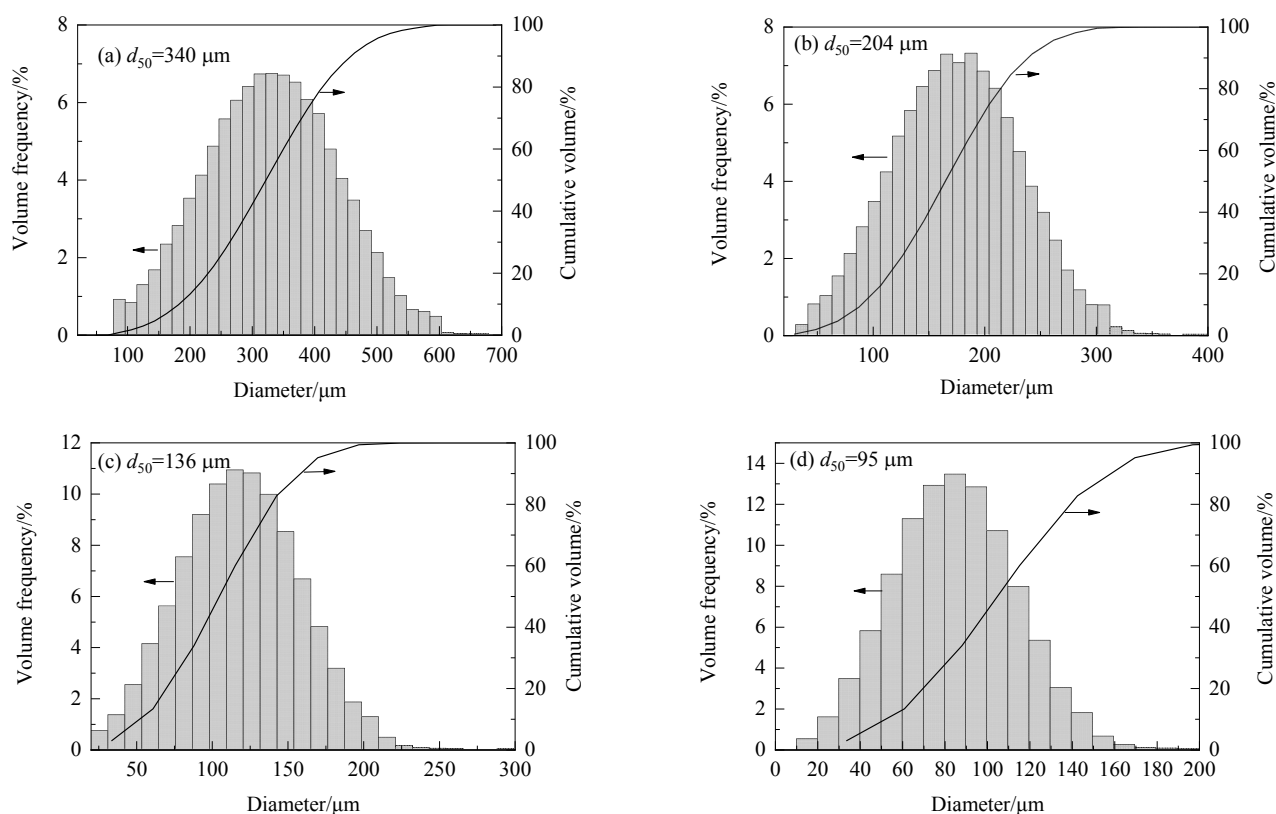 (a) d50=340 μm
Volume frequency/%
8
6
4
2
0
100 200 300 400 500 600 700
Diameter/μm
100
80
60
40
20
0
Cumulative volume/%
(b) d50=204 μm
Volume frequency/%
8
6
4
2
0
100 200 300 400
Diameter/μm
100
80
60
40
20
0
Cumulative volume/%
(c) d50=136 μm
Volume frequency/%
12
10
8
6
4
2
0
50 100 150 200 250 300
Diameter/μm
100
80
60
40
20
0
Cumulative volume/%
(d) d50=95 μm
Volume frequency/%
14
12
10
8
6
4
2
0
0 20 40 60 80 100 120 140 160 180 200
Diameter/μm
100
80
60
40
20
0
Cumulative volume/%